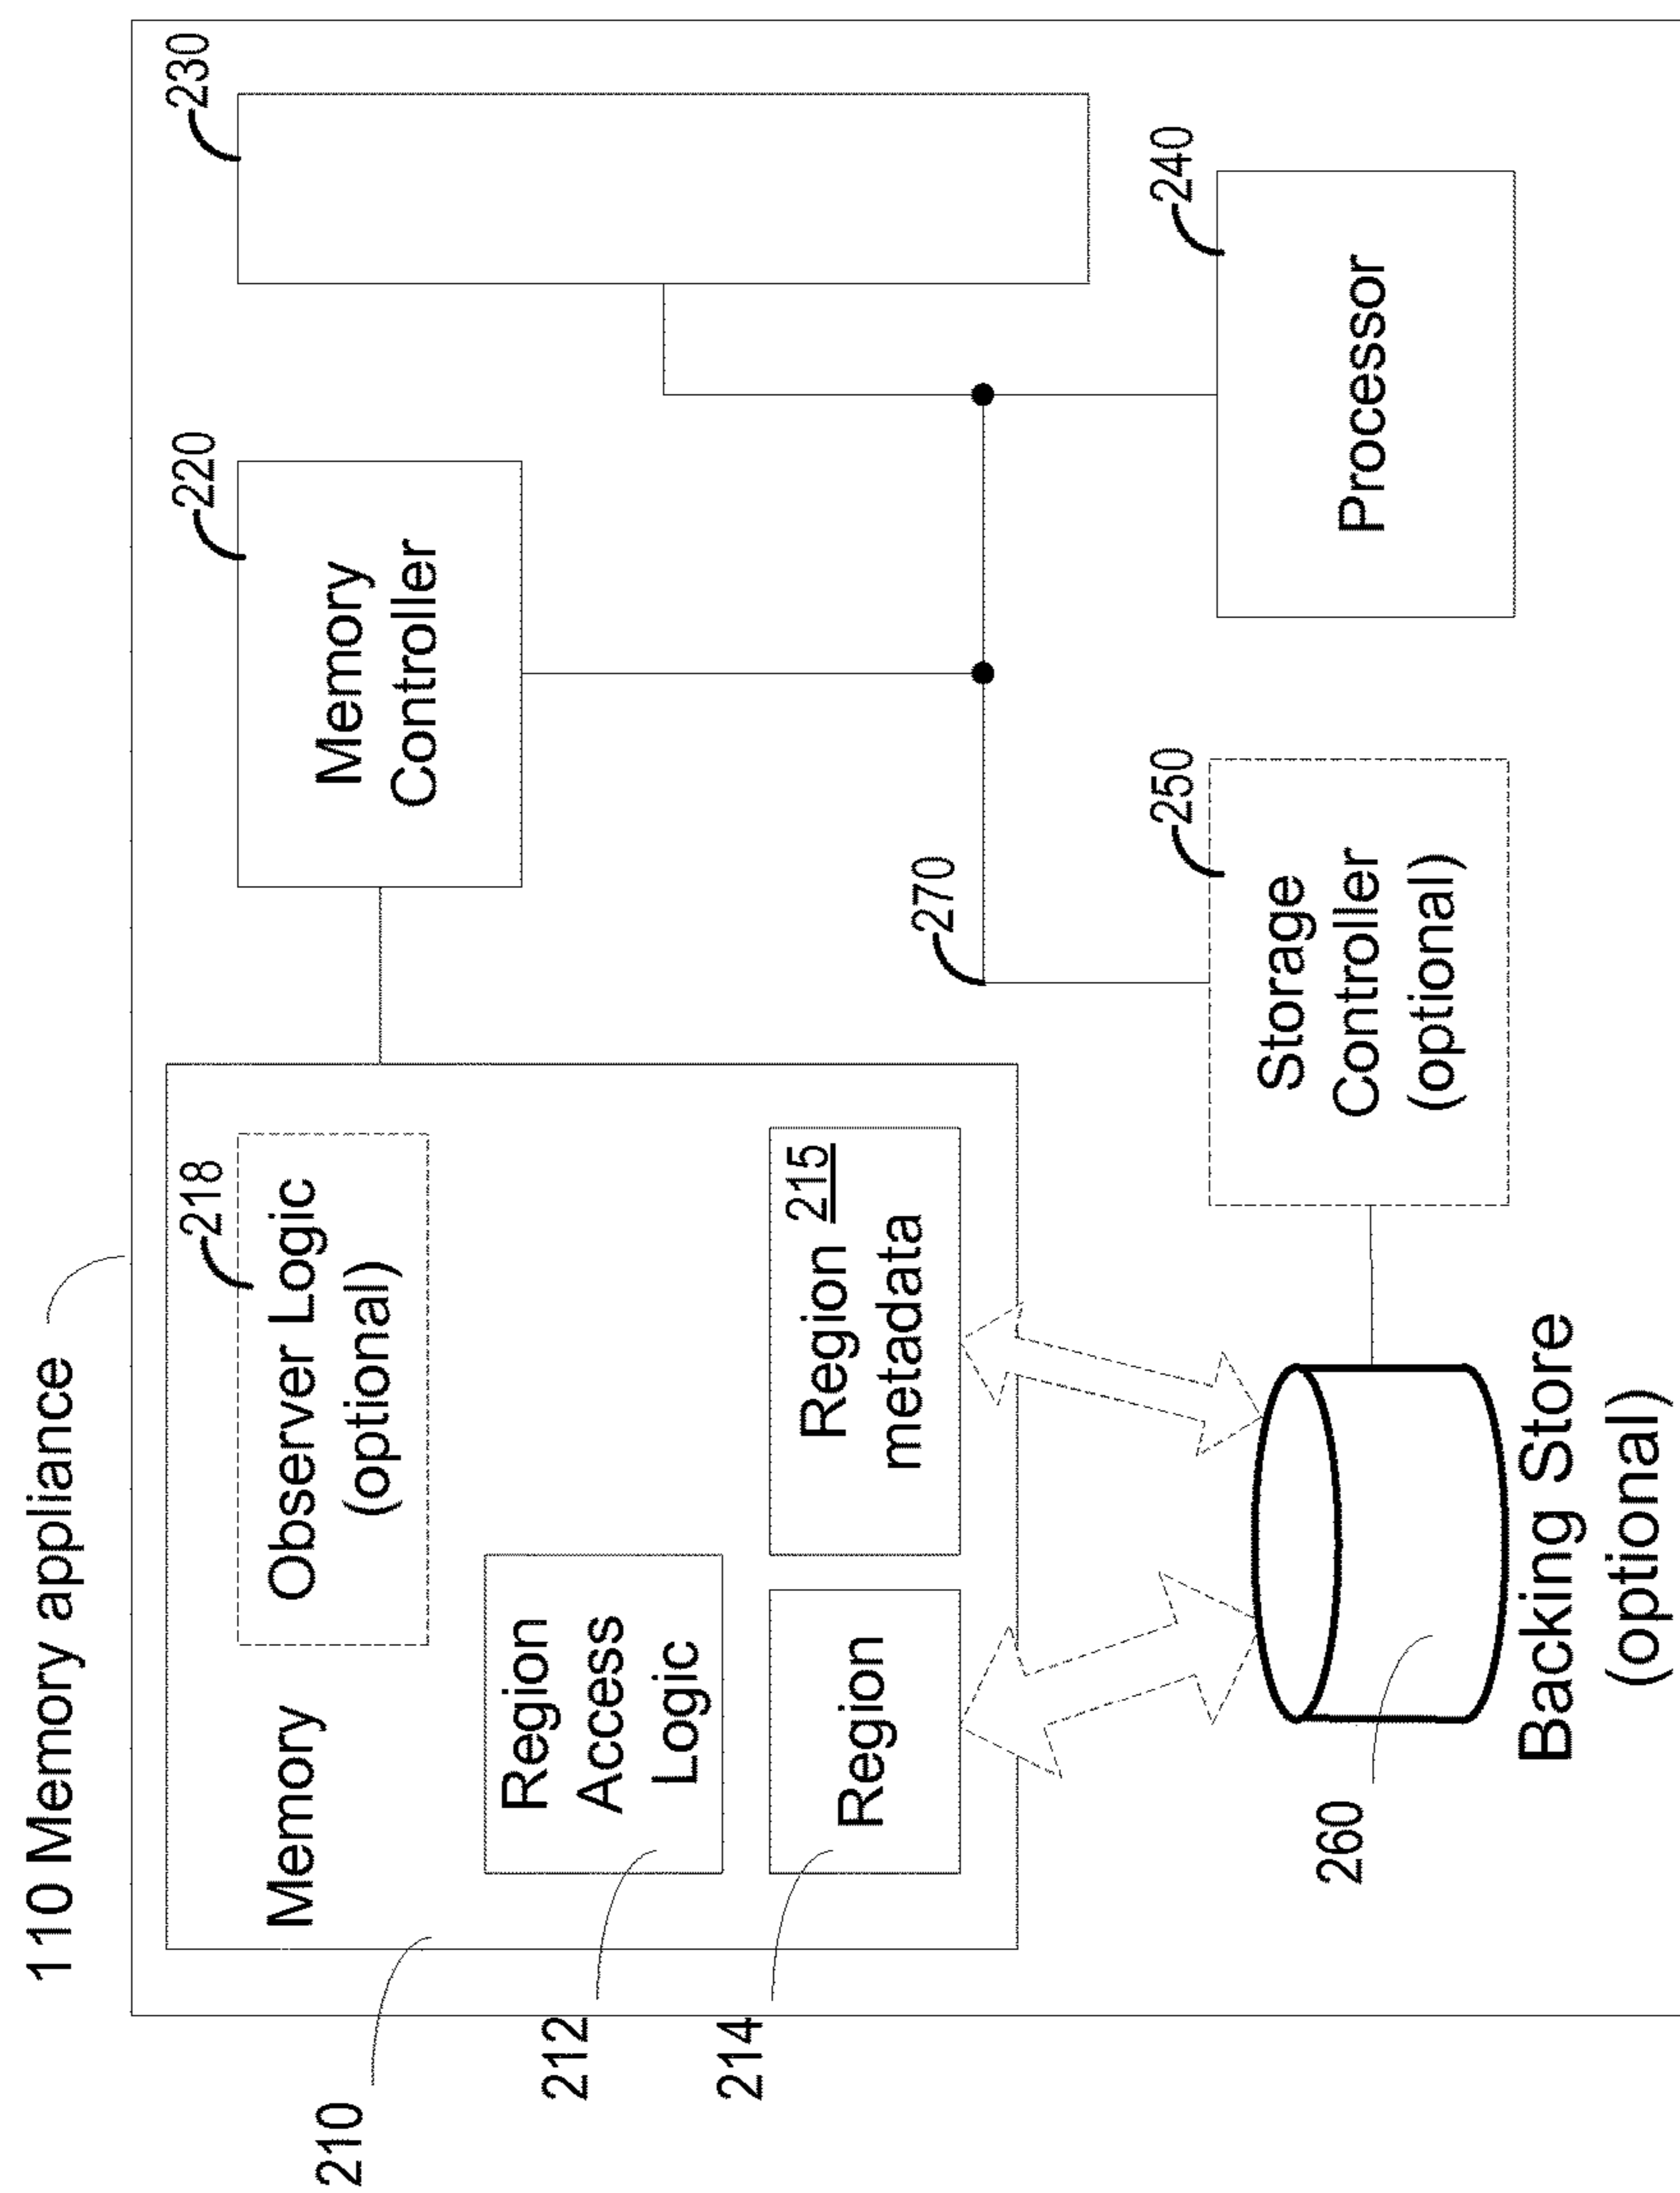 110 Memory appliance
210
Memory
218
Observer Logic
(optional)
212
Region
Access
Logic
214
Region
Region 215
metadata
220
Memory
Controller
230
270
240
Processor
250
Storage
Controller
(optional)
260
Backing Store
(optional)